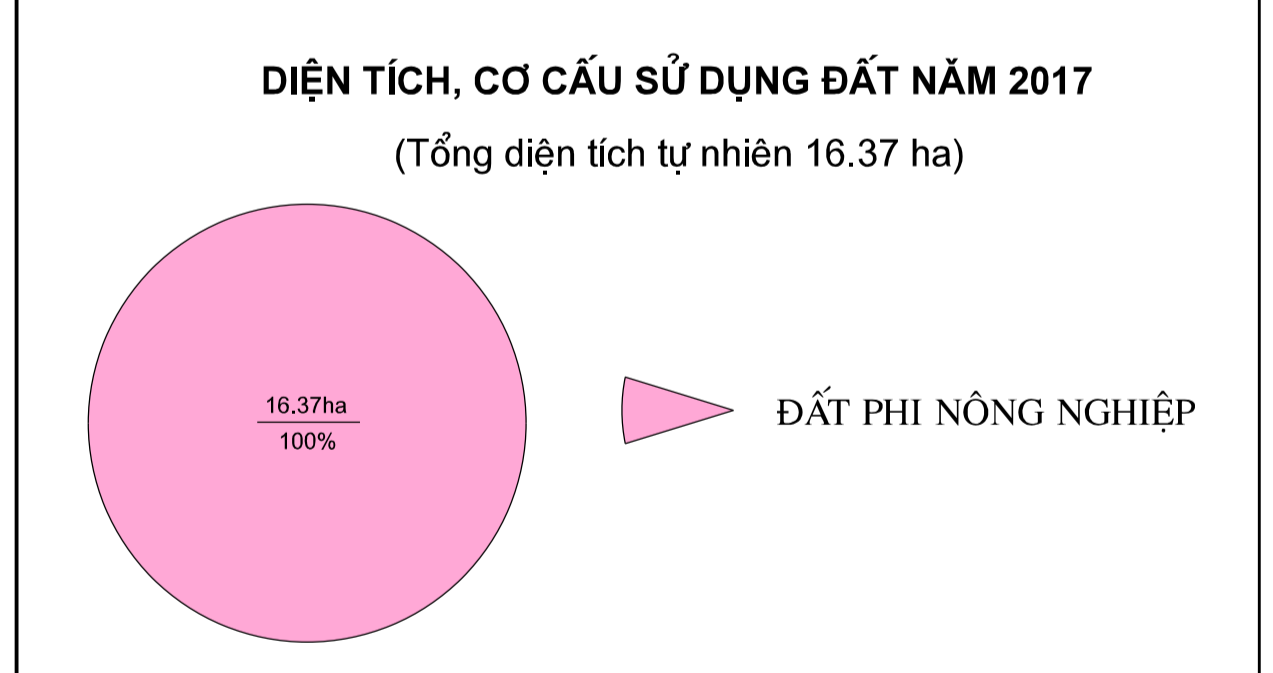 DIỆN TÍCH, CƠ CẤU SỬ DỤNG ĐẤT NĂM 2017
(Tổng diện tích tự nhiên 16.37 ha)
16.37ha
100%
ĐẤT PHI NÔNG NGHIỆP